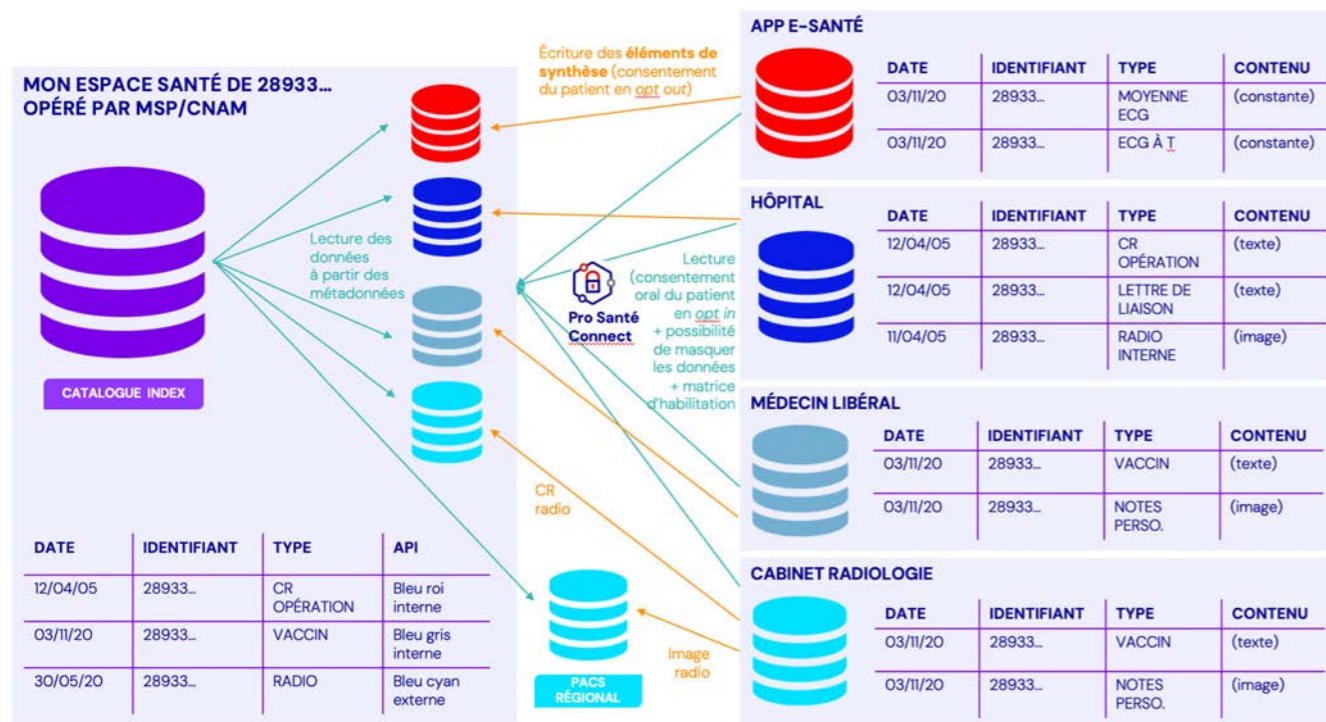 MON ESPACE SANTÉ DE 28933…
OPÉRÉ PAR MSP/CNAM
CATALOGUE INDEX
Lecture des
données
à partir des
métadonnées
DATE IDENTIFIANT TYPE API
12/04/05 28933… CR
OPÉRATION Bleu roi
interne
03/11/20 28933… VACCIN Bleu gris
interne
30/05/20 28933… RADIO Bleu cyan
externe
Écriture des éléments de
synthèse (consentement
du patient en opt out)
Pro Santé
Connect
Lecture
(consentement
oral du patient
en opt in
+ possibilité
de masquer
les données
+ matrice
d'habilitation
CR
radio
Image
radio
PACS
RÉGIONAL
APP E-SANTÉ
DATE IDENTIFIANT TYPE CONTENU
03/11/20 28933… MOYENNE
ECG (constante)
03/11/20 28933… ECG À T (constante)
HÔPITAL
DATE IDENTIFIANT TYPE CONTENU
12/04/05 28933… CR
OPÉRATION (texte)
12/04/05 28933… LETTRE DE
LIAISON (texte)
11/04/05 28933… RADIO
INTERNE (image)
MÉDECIN LIBÉRAL
DATE IDENTIFIANT TYPE CONTENU
03/11/20 28933… VACCIN (texte)
03/11/20 28933… NOTES
PERSO. (image)
CABINET RADIOLOGIE
DATE IDENTIFIANT TYPE CONTENU
03/11/20 28933… VACCIN (texte)
03/11/20 28933… NOTES
PERSO. (image)